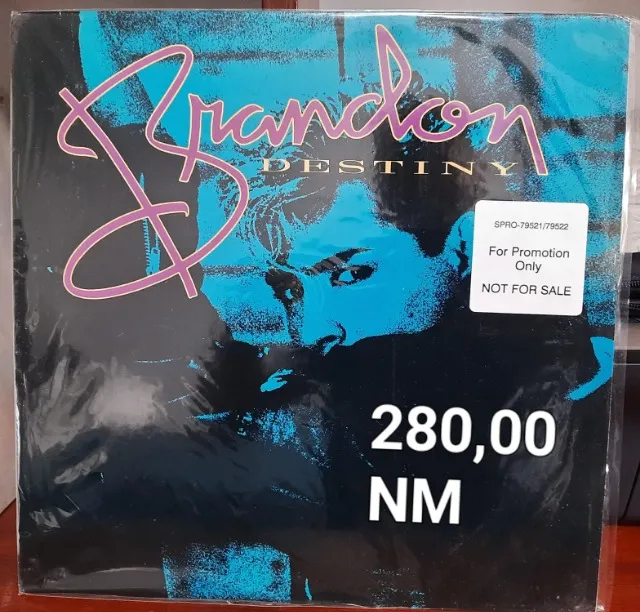 Brandon
DESTINY
SPRO-79521/79522
For Promotion
Only
NOT FOR SALE
280,00
NM